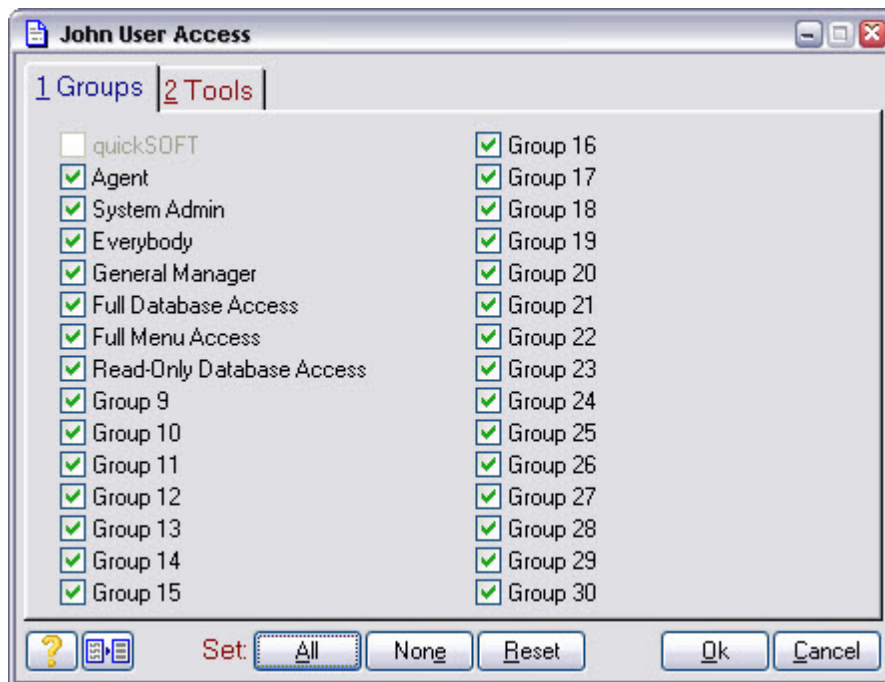 John User Access
1 Groups
2 Tools
quickSOFT
Agent
System Admin
Everybody
General Manager
Full Database Access
Full Menu Access
Read-Only Database Access
Group 9
Group 10
Group 11
Group 12
Group 13
Group 14
Group 15
Group 16
Group 17
Group 18
Group 19
Group 20
Group 21
Group 22
Group 23
Group 24
Group 25
Group 26
Group 27
Group 28
Group 29
Group 30
Set: All None Reset Ok Cancel